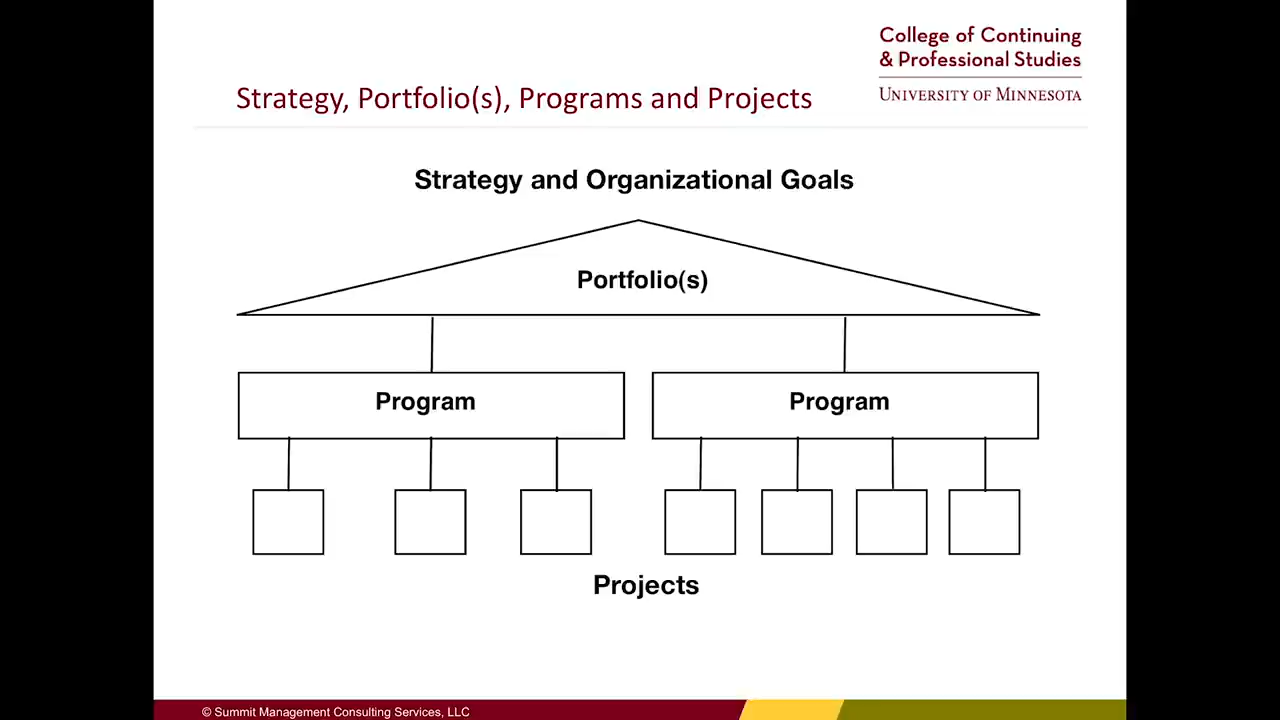 College of Continuing
& Professional Studies
UNIVERSITY OF MINNESOTA
Strategy, Portfolio(s), Programs and Projects
Strategy and Organizational Goals
Portfolio(s)
Program
Program
Projects
© Summit Management Consulting Services, LLC